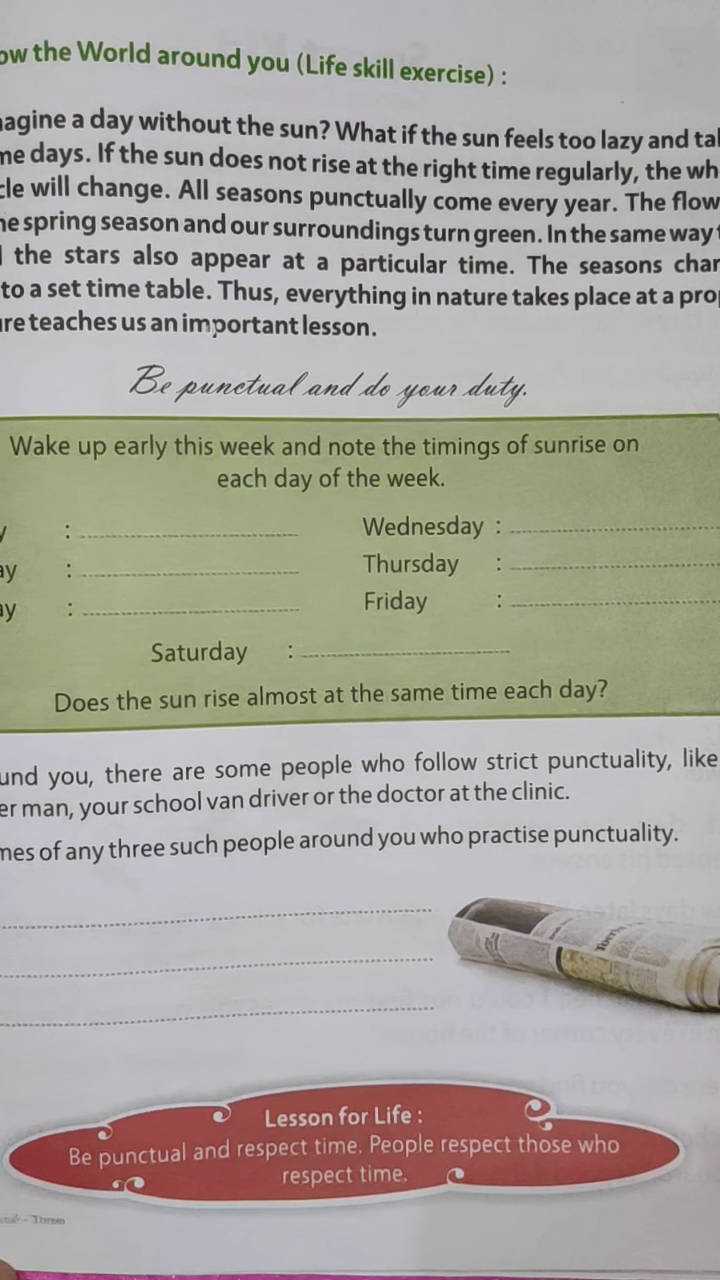 ow the World around you (Life skill exercise) :
nagine a day without the sun? What if the sun feels too lazy and tal
me days. If the sun does not rise at the right time regularly, the wh
cle will change. All seasons punctually come every year. The flow
he spring season and our surroundings turn green. In the same way t
the stars also appear at a particular time. The seasons char
to a set time table. Thus, everything in nature takes place at a prop
ure teaches us an important lesson.
Be punctual and do your duty.
Wake up early this week and note the timings of sunrise on
each day of the week.
y : Wednesday :
ay : Thursday :
ay : Friday :
Saturday :
Does the sun rise almost at the same time each day?
und you, there are some people who follow strict punctuality, like
er man, your school van driver or the doctor at the clinic.
mes of any three such people around you who practise punctuality.
Lesson for Life :
Be punctual and respect time. People respect those who
respect time.